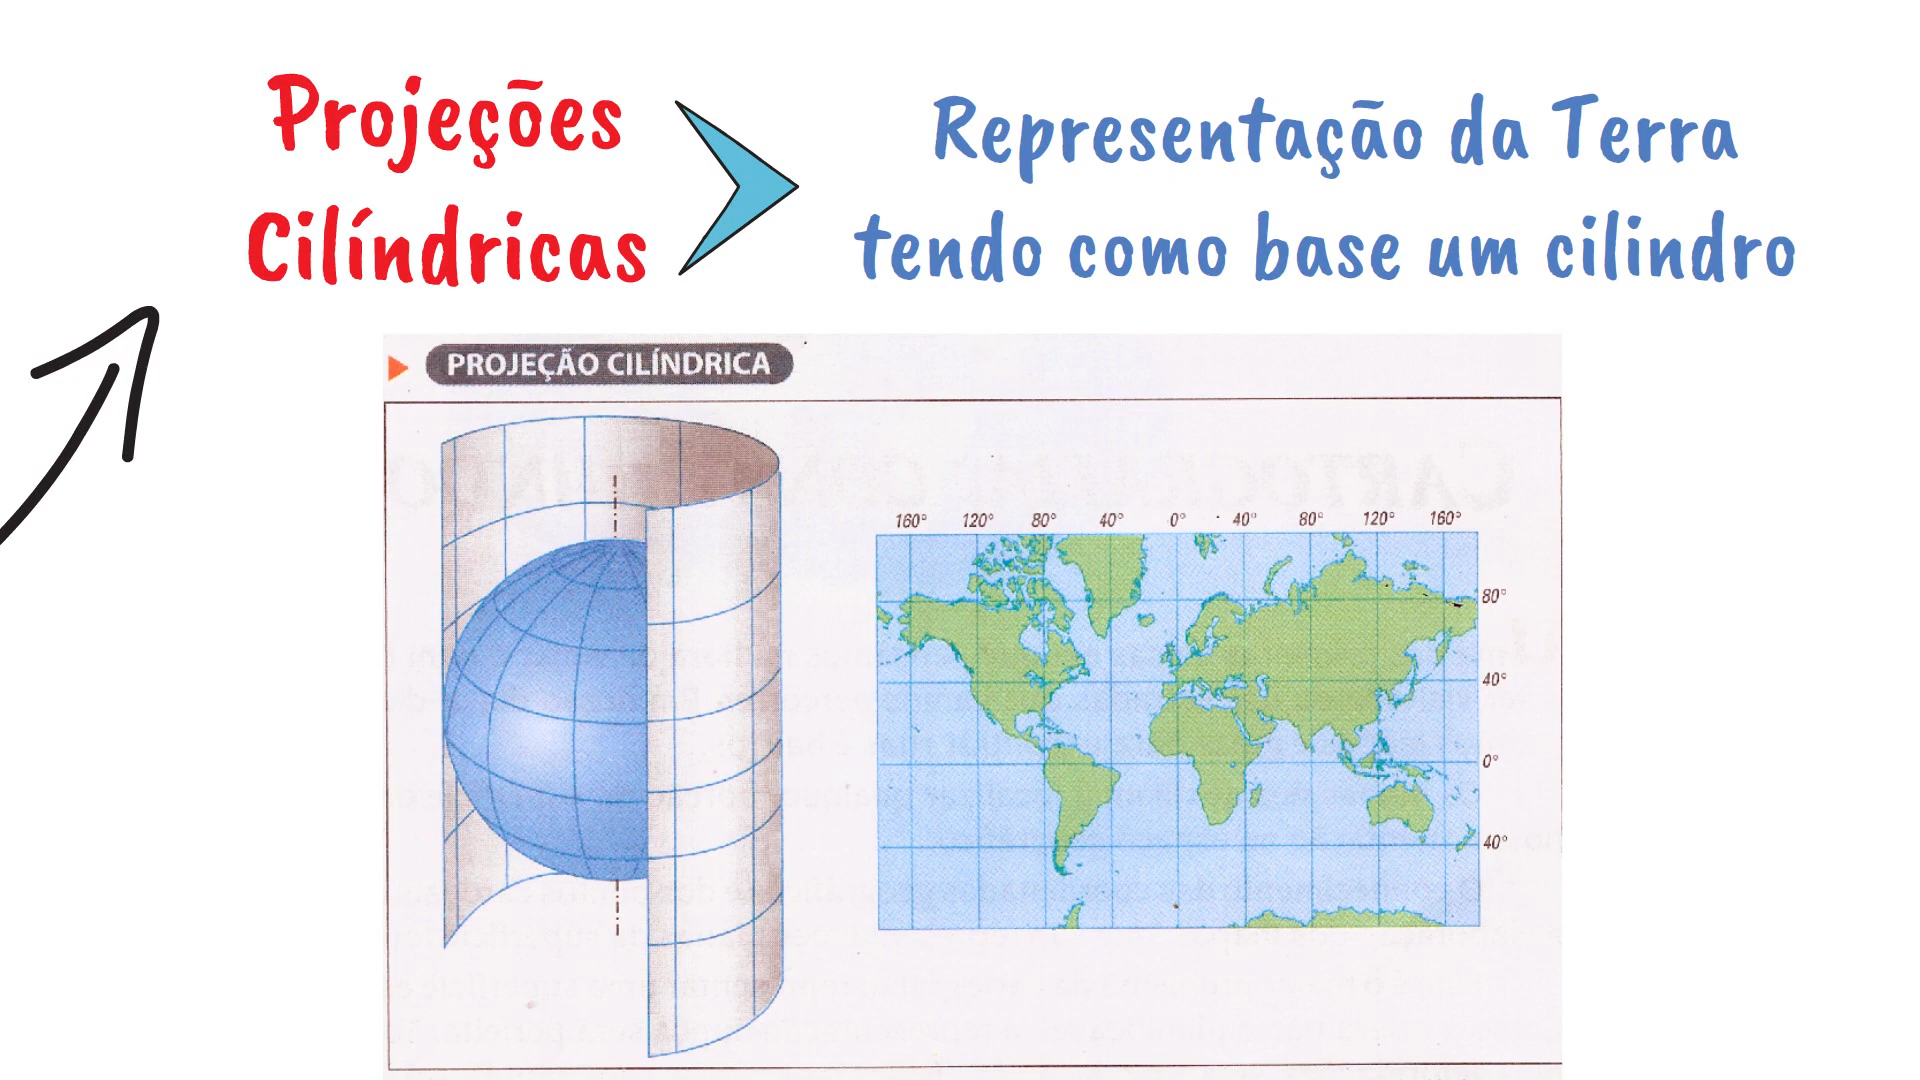 Projeções
Cilíndricas
Representação da Terra
tendo como base um cilindro
PROJEÇÃO CILÍNDRICA
160° 120° 80° 40° 0° 40° 80° 120° 160°
80°
40°
0°
40°